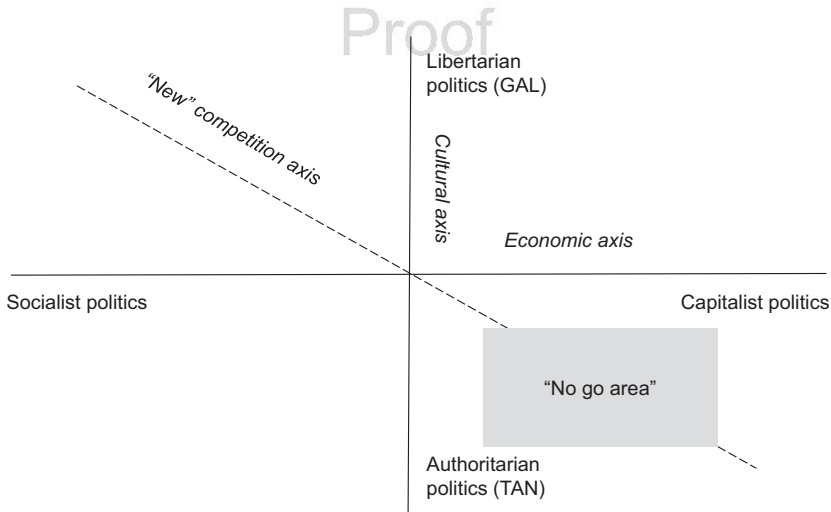 Proof
Libertarian
politics (GAL)
"New" competition axis
Cultural axis
Economic axis
Socialist politics
Capitalist politics
“No go area”
Authoritarian
politics (TAN)